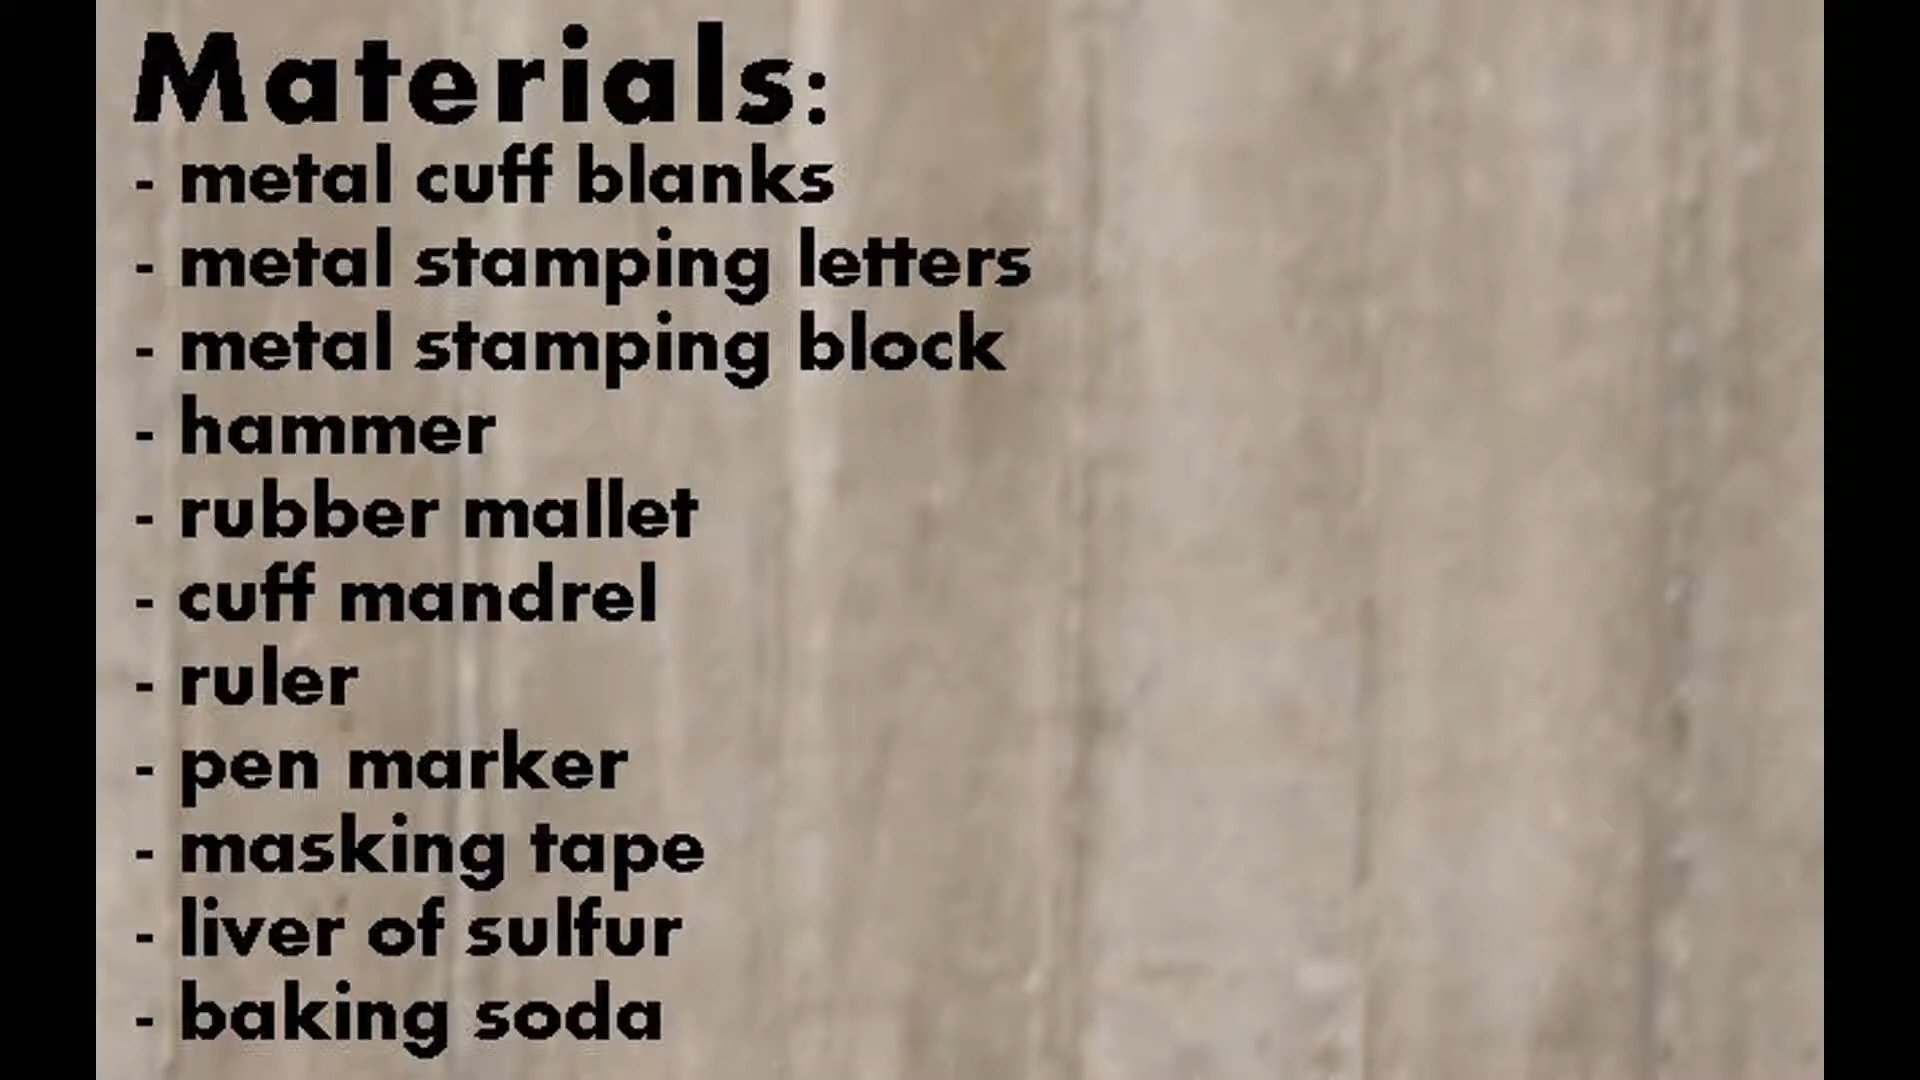 Materials:
- metal cuff blanks
- metal stamping letters
- metal stamping block
- hammer
- rubber mallet
- cuff mandrel
- ruler
- pen marker
- masking tape
- liver of sulfur
- baking soda